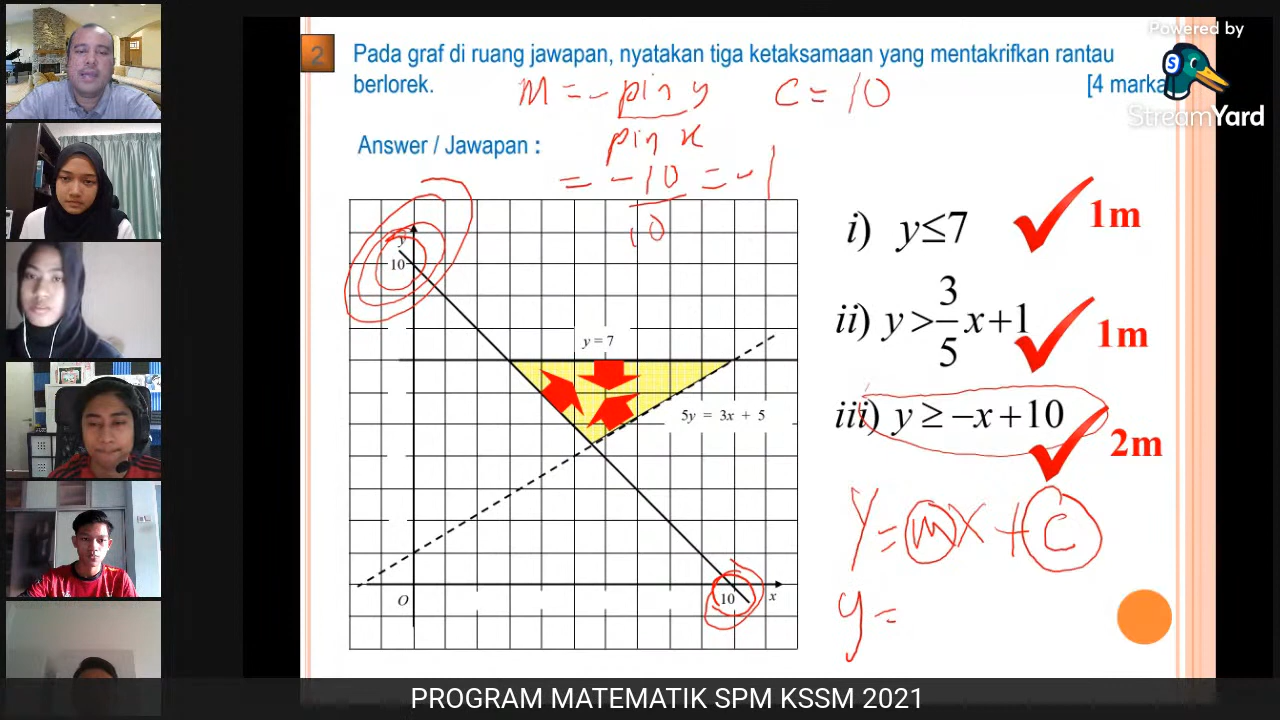 Powered by
StreamYard
2 Pada graf di ruang jawapan, nyatakan tiga ketaksamaan yang mentakrifkan rantau
berlorek. [4 marka
M = - pin y
pin x
C = 10
= -10 = -1
10
Answer / Jawapan :
y
10
y = 7
5y = 3x + 5
O
10
x
i) y≤7 1m
ii) y>3/5x+1 1m
iii) y ≥ −x+10 2m
Y = mX + C
y =
PROGRAM MATEMATIK SPM KSSM 2021